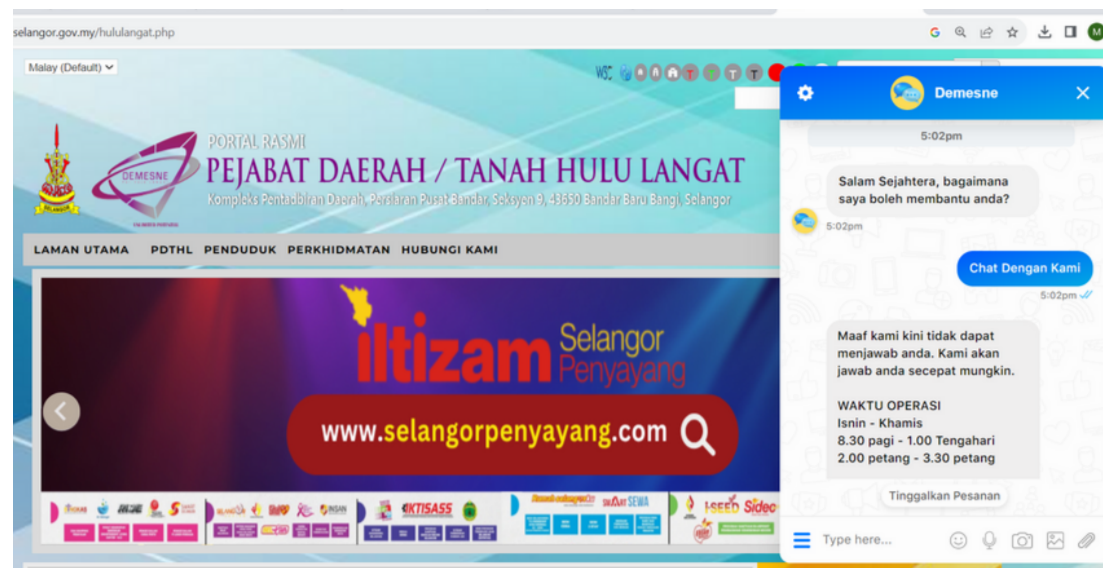 selangor.gov.my/hululangat.php
Malay (Default)
W3C
PORTAL RASMI
PEJABAT DAERAH / TANAH HULU LANGAT
Kompleks Pentadbiran Daerah, Persiaran Pusat Bandar, Seksyen 9, 43650 Bandar Baru Bangi, Selangor
SELANGOR
DEMESNE
LAMAN UTAMA PDTHL PENDUDUK PERKHIDMATAN HUBUNGI KAMI
iltizam Selangor
Penyayang
www.selangorpenyayang.com
IKTISASS
SMART SEWA
I-SEED
Sidec
Demesne
5:02pm
Salam Sejahtera, bagaimana
saya boleh membantu anda?
5:02pm
Chat Dengan Kami
5:02pm
Maaf kami kini tidak dapat
menjawab anda. Kami akan
jawab anda secepat mungkin.
WAKTU OPERASI
Isnin - Khamis
8.30 pagi - 1.00 Tengahari
2.00 petang - 3.30 petang
Tinggalkan Pesanan
Type here...